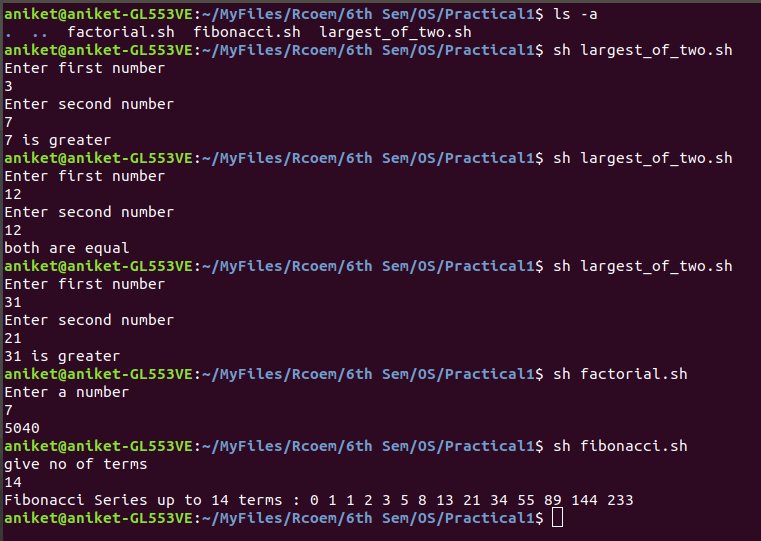 aniket@aniket-GL553VE:~/MyFiles/Rcoem/6th Sem/OS/Practical1$ ls -a
.  ..  factorial.sh  fibonacci.sh  largest_of_two.sh
aniket@aniket-GL553VE:~/MyFiles/Rcoem/6th Sem/OS/Practical1$ sh largest_of_two.sh
Enter first number
3
Enter second number
7
7 is greater
aniket@aniket-GL553VE:~/MyFiles/Rcoem/6th Sem/OS/Practical1$ sh largest_of_two.sh
Enter first number
12
Enter second number
12
both are equal
aniket@aniket-GL553VE:~/MyFiles/Rcoem/6th Sem/OS/Practical1$ sh largest_of_two.sh
Enter first number
31
Enter second number
21
31 is greater
aniket@aniket-GL553VE:~/MyFiles/Rcoem/6th Sem/OS/Practical1$ sh factorial.sh
Enter a number
7
5040
aniket@aniket-GL553VE:~/MyFiles/Rcoem/6th Sem/OS/Practical1$ sh fibonacci.sh
give no of terms
14
Fibonacci Series up to 14 terms : 0 1 1 2 3 5 8 13 21 34 55 89 144 233
aniket@aniket-GL553VE:~/MyFiles/Rcoem/6th Sem/OS/Practical1$